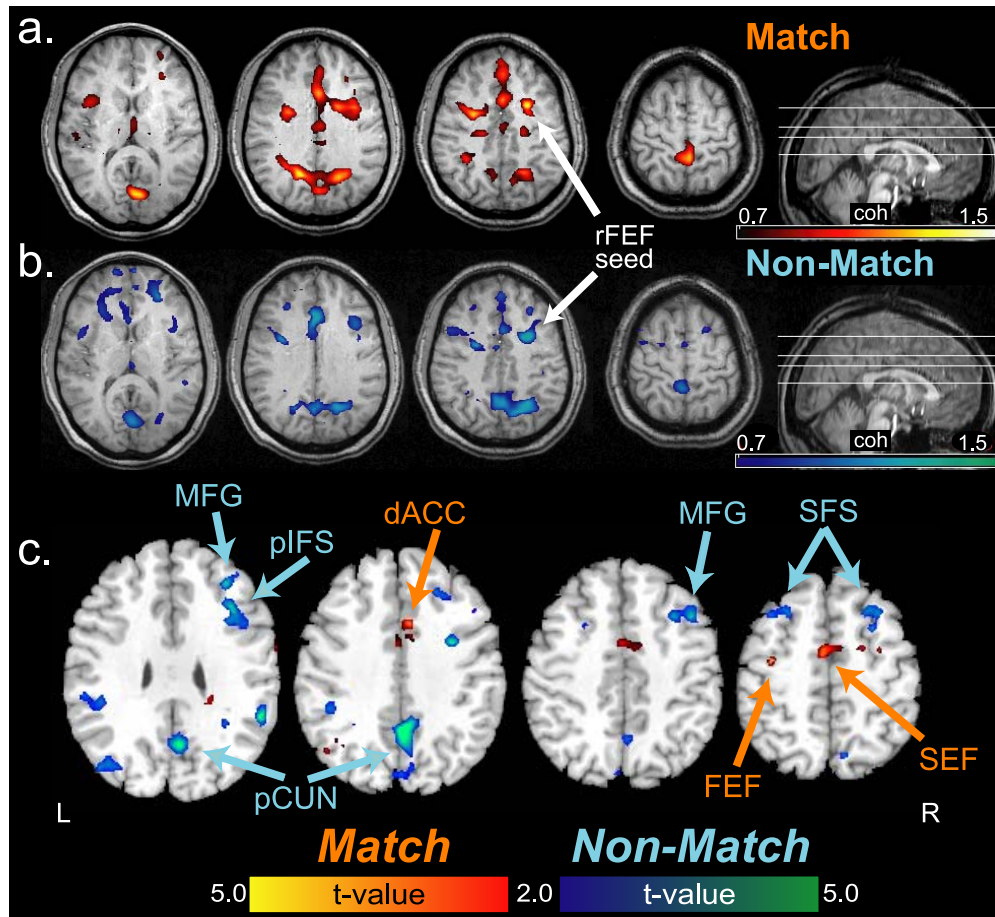 a.
Match
0.7 coh 1.5
rFEF
seed
b.
Non-Match
0.7 coh 1.5
MFG
pIFS
dACC
MFG
SFS
c.
pCUN
FEF
SEF
L
R
Match
Non-Match
5.0 t-value 2.0 t-value 5.0